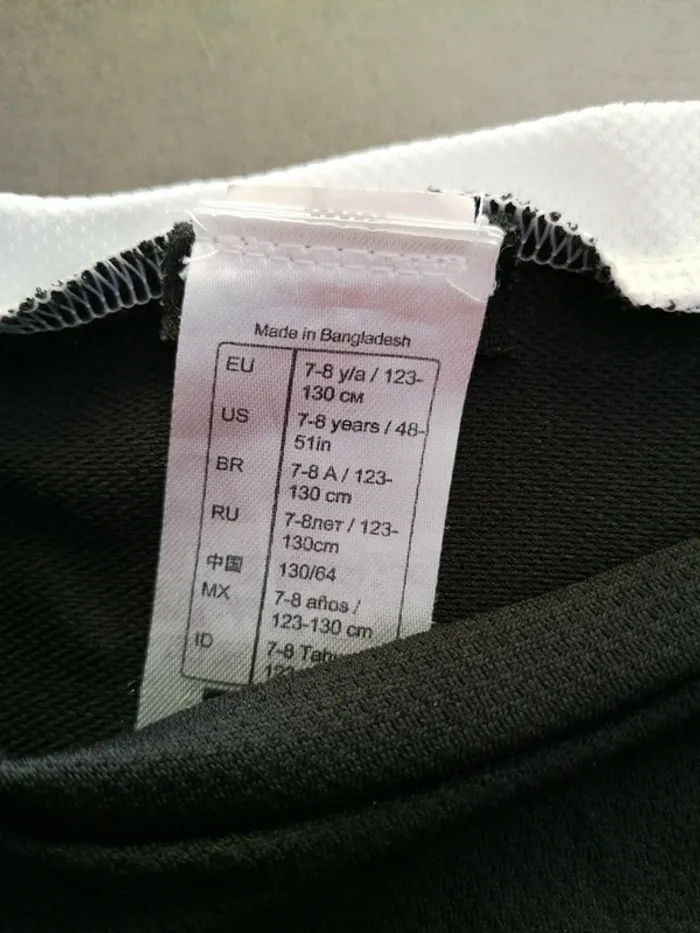 Made in Bangladesh
EU 7-8 y/a / 123-
130 см
US 7-8 years / 48-
51in
BR 7-8 A / 123-
130 cm
RU 7-8лет / 123-
130cm
中国 130/64
MX 7-8 años /
123-130 cm
ID 7-8